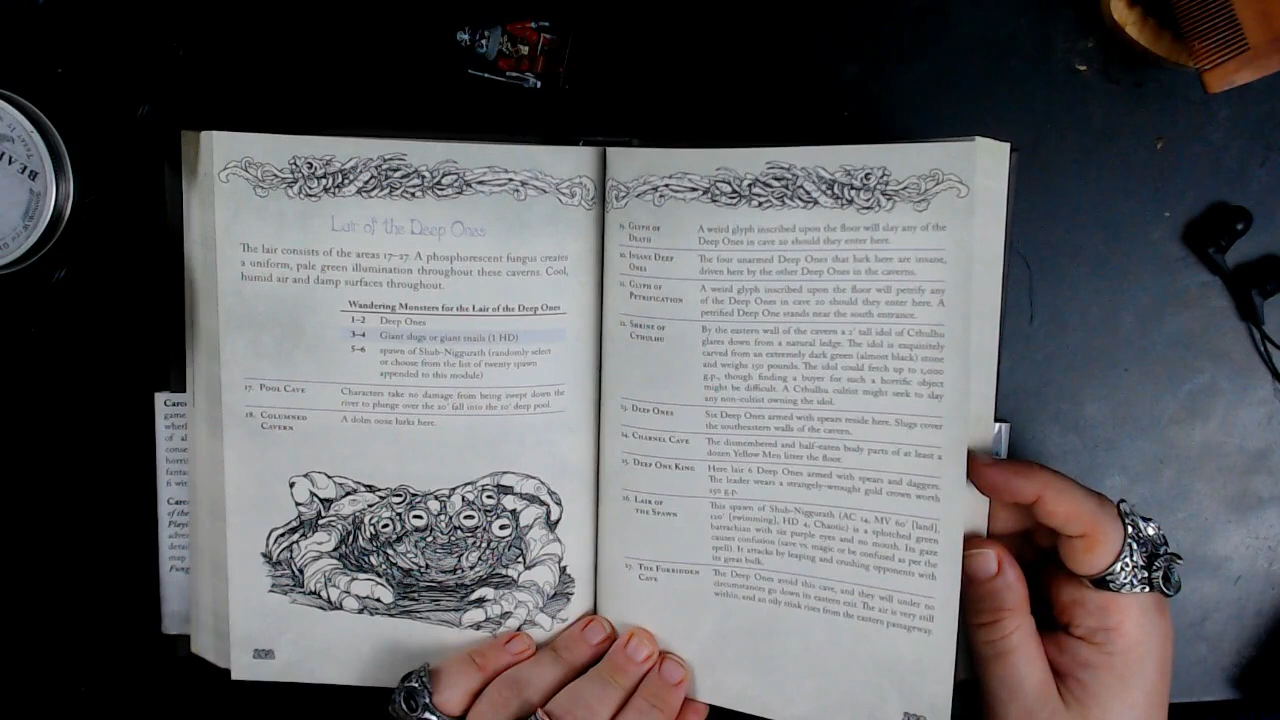 Lair of the Deep Ones
The lair consists of the areas 17–27. A phosphorescent fungus creates
a uniform, pale green illumination throughout these caverns. Cool,
humid air and damp surfaces throughout.
Wandering Monsters for the Lair of the Deep Ones
1–2 Deep Ones
3–4 Giant slugs or giant snails (1 HD)
5–6 spawn of Shub-Niggurath (randomly select
or choose from the list of twenty spawn
appended to this module)
17. Pool Cave Characters take no damage from being swept down the
river to plunge over the 20' fall into the 10' deep pool.
18. Columned A dolm ooze lurks here.
Cavern
19. Glyph of A weird glyph inscribed upon the floor will slay any of the
Death Deep Ones in cave 20 should they enter here.
20. Insane Deep The four unarmed Deep Ones that lurk here are insane,
Ones driven here by the other Deep Ones in the caverns.
21. Glyph of A weird glyph inscribed upon the floor will petrify any
Petrification of the Deep Ones in cave 20 should they enter here. A
petrified Deep One stands near the south entrance.
22. Shrine of By the eastern wall of the cavern a 2' tall idol of Cthulhu
Cthulhu glares down from a natural ledge. The idol is exquisitely
carved from an extremely dark green (almost black) stone
and weighs 150 pounds. The idol could fetch up to 1,000
g.p., though finding a buyer for such a horrific object
might be difficult. A Cthulhu cultist might seek to slay
any non-cultist owning the idol.
23. Deep Ones Six Deep Ones armed with spears reside here. Slugs cover
the southeastern walls of the cavern.
24. Charnel Cave The dismembered and half-eaten body parts of at least a
dozen Yellow Men litter the floor.
25. Deep One King Here lair 6 Deep Ones armed with spears and daggers.
The leader wears a strangely-wrought gold crown worth
150 g.p.
26. Lair of This spawn of Shub-Niggurath (AC 14, MV 60' [land],
the Spawn 120' [swimming], HD 4, Chaotic) is a splotched green
batrachian with six purple eyes and no mouth. Its gaze
causes confusion (save vs. magic or be confused as per the
spell). It attacks by leaping and crushing opponents with
its great bulk.
27. The Forbidden The Deep Ones avoid this cave, and they will under no
Cave circumstances go down its eastern exit. The air is very still
within, and an oily stink rises from the eastern passageway.